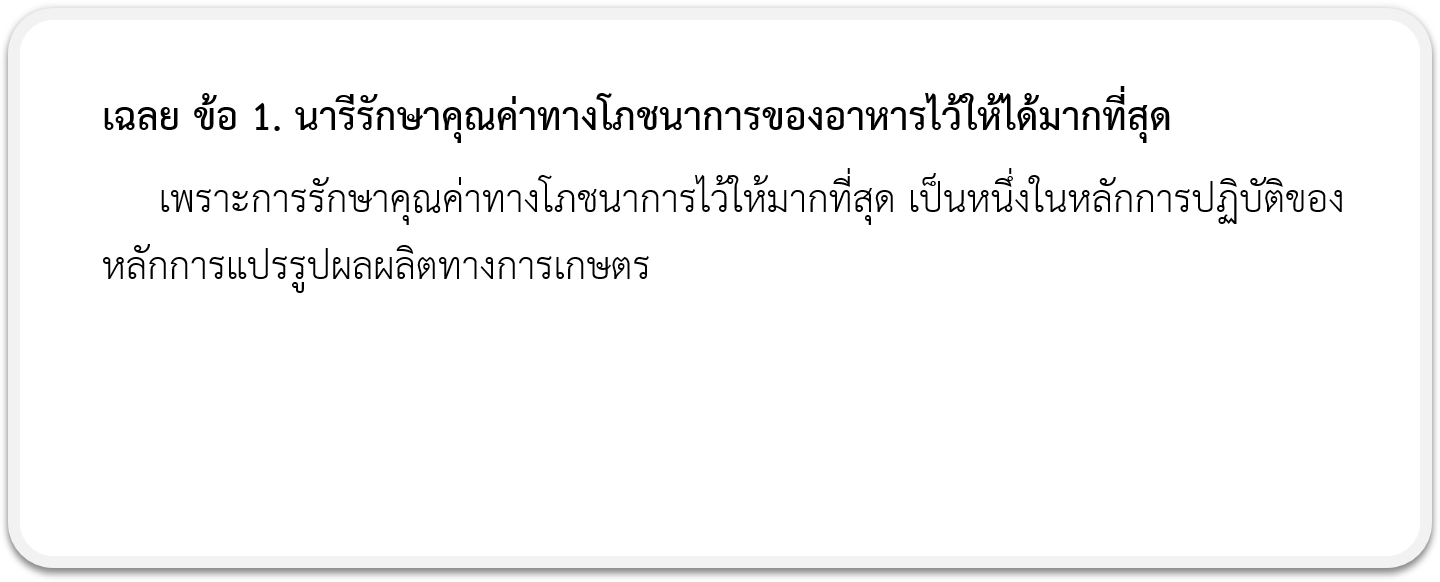 เฉลย ข้อ 1. นารีรักษาคุณค่าทางโภชนาการของอาหารไว้ให้ได้มากที่สุด
เพราะการรักษาคุณค่าทางโภชนาการไว้ให้มากที่สุด เป็นหนึ่งในหลักการปฏิบัติของ
หลักการแปรรูปผลผลิตทางการเกษตร